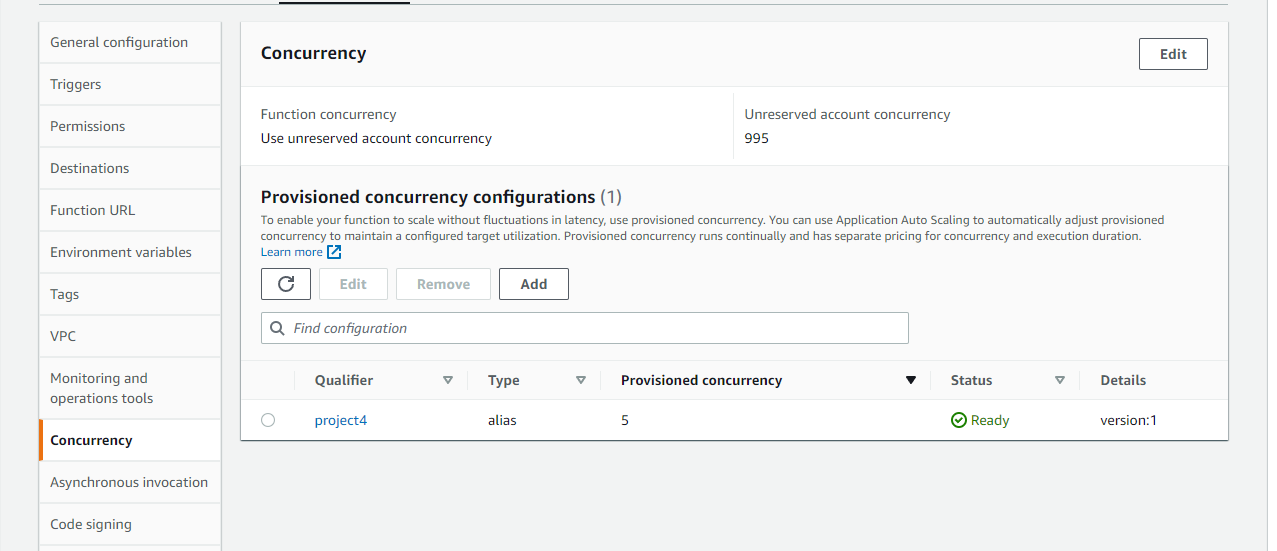 General configuration
Triggers
Permissions
Destinations
Function URL
Environment variables
Tags
VPC
Monitoring and
operations tools
Concurrency
Asynchronous invocation
Code signing
Concurrency
Edit
Function concurrency
Use unreserved account concurrency
Unreserved account concurrency
995
Provisioned concurrency configurations (1)
To enable your function to scale without fluctuations in latency, use provisioned concurrency. You can use Application Auto Scaling to automatically adjust provisioned
concurrency to maintain a configured target utilization. Provisioned concurrency runs continually and has separate pricing for concurrency and execution duration.
Learn more
Edit Remove Add
Find configuration
Qualifier Type Provisioned concurrency Status Details
project4 alias 5 Ready version:1